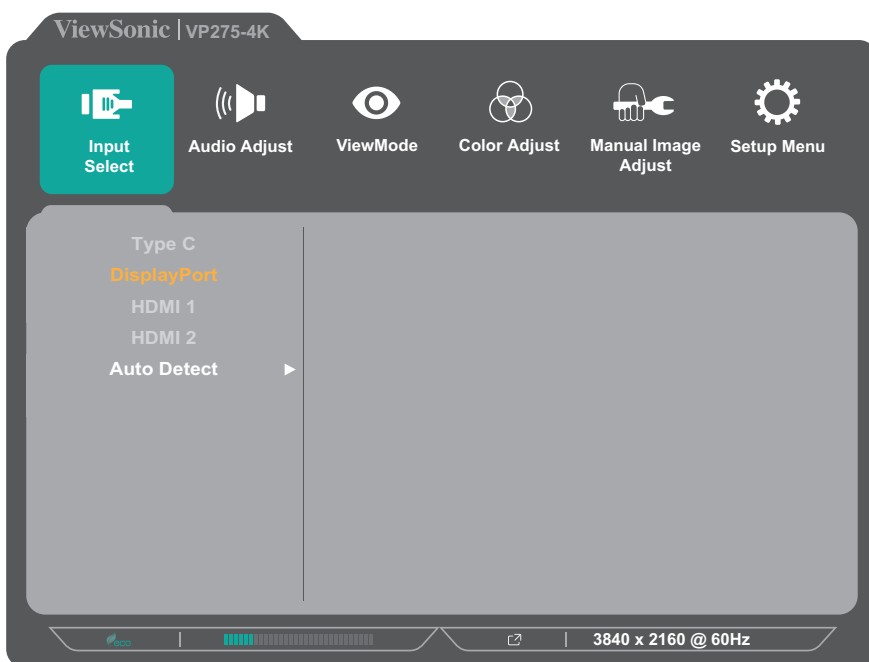 ViewSonic | VP275-4K
Input
Select
Audio Adjust
ViewMode
Color Adjust
Manual Image
Adjust
Setup Menu
Type C
DisplayPort
HDMI 1
HDMI 2
Auto Detect
eco
3840 x 2160 @ 60Hz